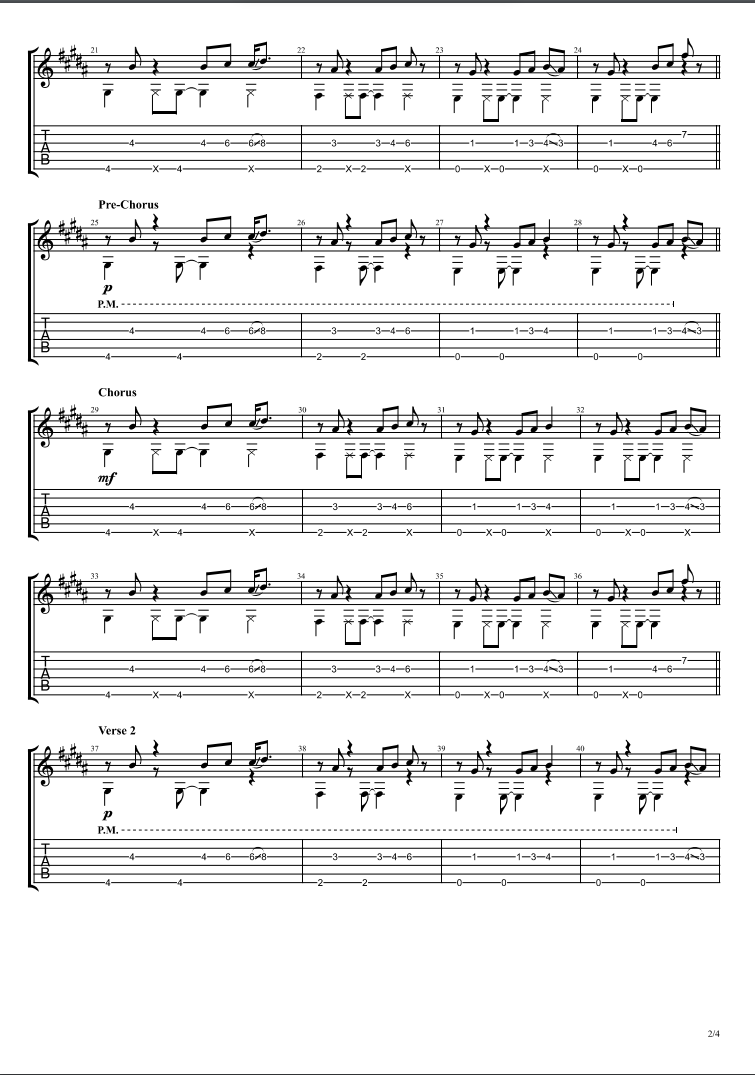 21 22 23 24
T 4 4 6 6 8 3 3 4 6 1 1 3 4 3 1 4 6 7
A
B 4 X 4 X 2 X 2 X 0 X 0 X 0 X 0
Pre-Chorus
25 26 27 28
p
P.M.
T 4 4 6 6 8 3 3 4 6 1 1 3 4 1 1 3 4 3
A
B 4 4 2 2 0 0 0 0
Chorus
29 30 31 32
mf
T 4 4 6 6 8 3 3 4 6 1 1 3 4 1 1 3 4 3
A
B 4 X 4 X 2 X 2 X 0 X 0 X 0 X 0 X
33 34 35 36
T 4 4 6 6 8 3 3 4 6 1 1 3 4 3 1 4 6 7
A
B 4 X 4 X 2 X 2 X 0 X 0 X 0 X 0
Verse 2
37 38 39 40
p
P.M.
T 4 4 6 6 8 3 3 4 6 1 1 3 4 1 1 3 4 3
A
B 4 4 2 2 0 0 0 0
2/4